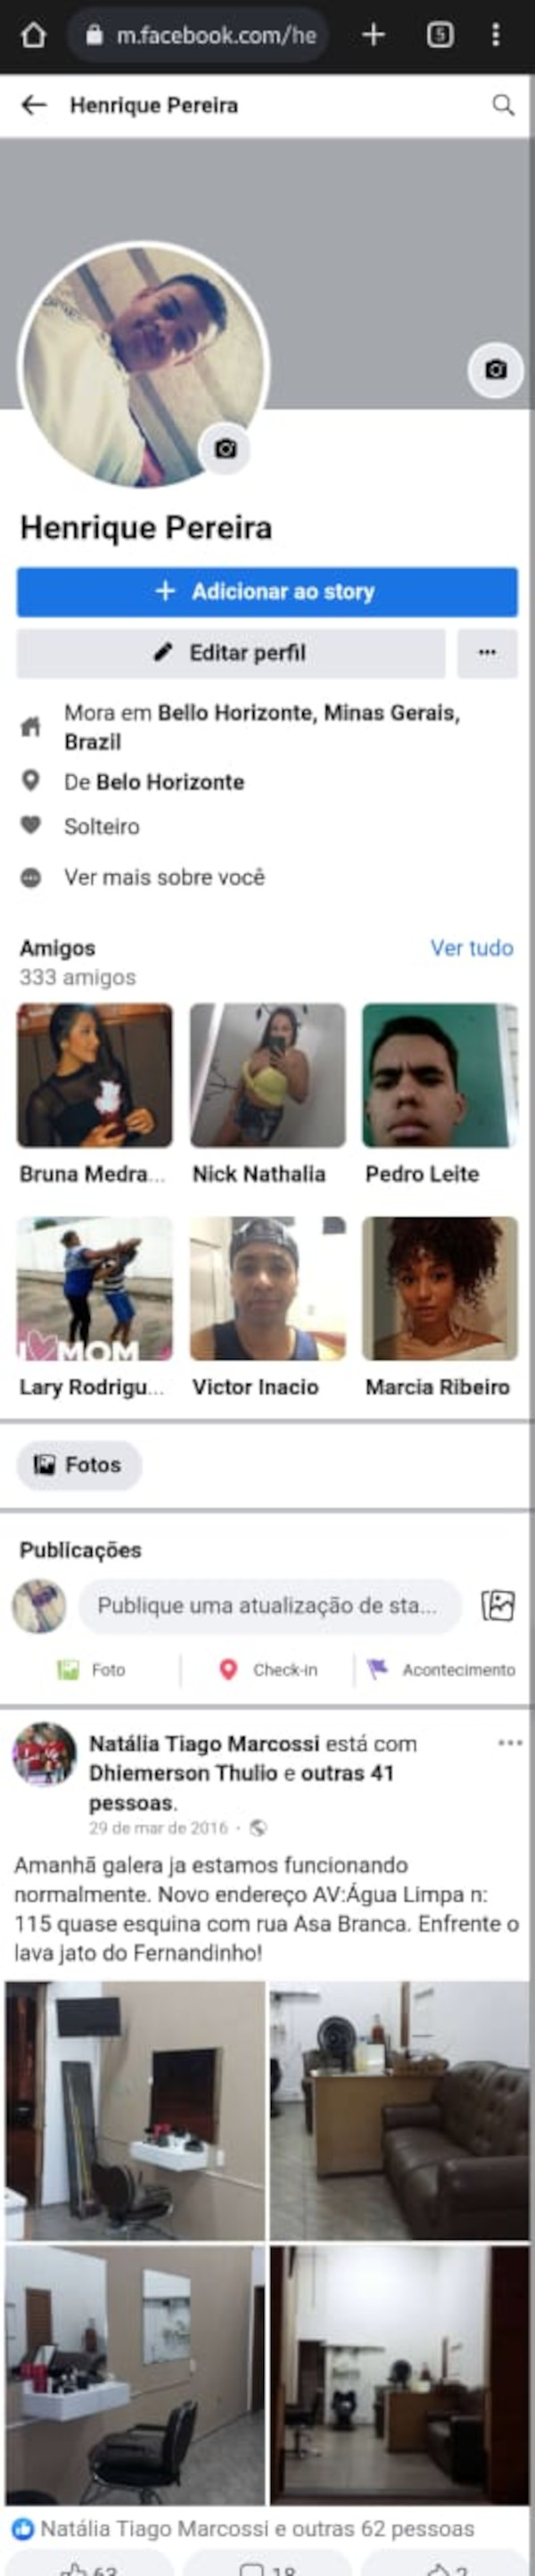 m.facebook.com/he
5
Henrique Pereira
Henrique Pereira
+ Adicionar ao story
Editar perfil
Mora em Bello Horizonte, Minas Gerais,
Brazil
De Belo Horizonte
Solteiro
Ver mais sobre você
Amigos
Ver tudo
333 amigos
Bruna Medra...
Nick Nathalia
Pedro Leite
I MOM
Lary Rodrigu...
Victor Inacio
Marcia Ribeiro
Fotos
Publicações
Publique uma atualização de sta...
Foto
Check-in
Acontecimento
Natália Tiago Marcossi está com
Dhiemerson Thulio e outras 41
pessoas.
29 de mar de 2016 ·
Amanhã galera ja estamos funcionando
normalmente. Novo endereço AV:Água Limpa n:
115 quase esquina com rua Asa Branca. Enfrente o
lava jato do Fernandinho!
Natália Tiago Marcossi e outras 62 pessoas
63
18
2